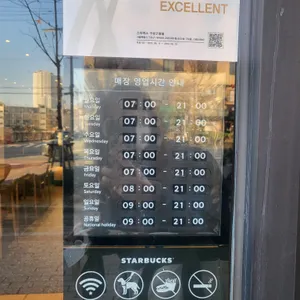 EXCELLENT
매장 영업시간 안내
월요일 07 : 00 - 21 : 00
Monday
화요일 07 : 00 - 21 : 00
Tuesday
수요일 07 : 00 - 21 : 00
Wednesday
목요일 07 : 00 - 21 : 00
Thursday
금요일 07 : 00 - 21 : 00
Friday
토요일 08 : 00 - 21 : 00
Saturday
일요일 09 : 00 - 21 : 00
Sunday
공휴일 09 : 00 - 21 : 00
National holiday
STARBUCKS